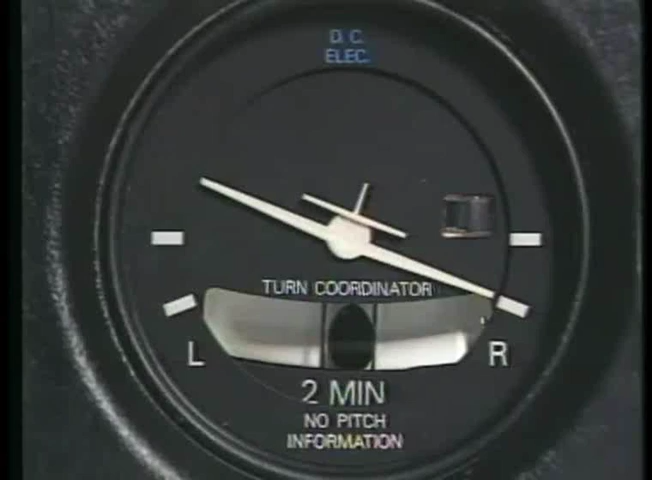 D.C.
ELEC.
TURN COORDINATOR
L
R
2 MIN
NO PITCH
INFORMATION